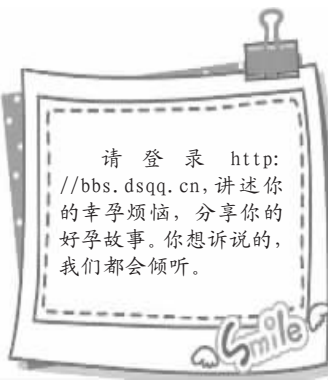 请登录 http:
//bbs.dsqq.cn,讲述你
的幸孕烦恼，分享你的
好孕故事。你想诉说的，
我们都会倾听。
Smile